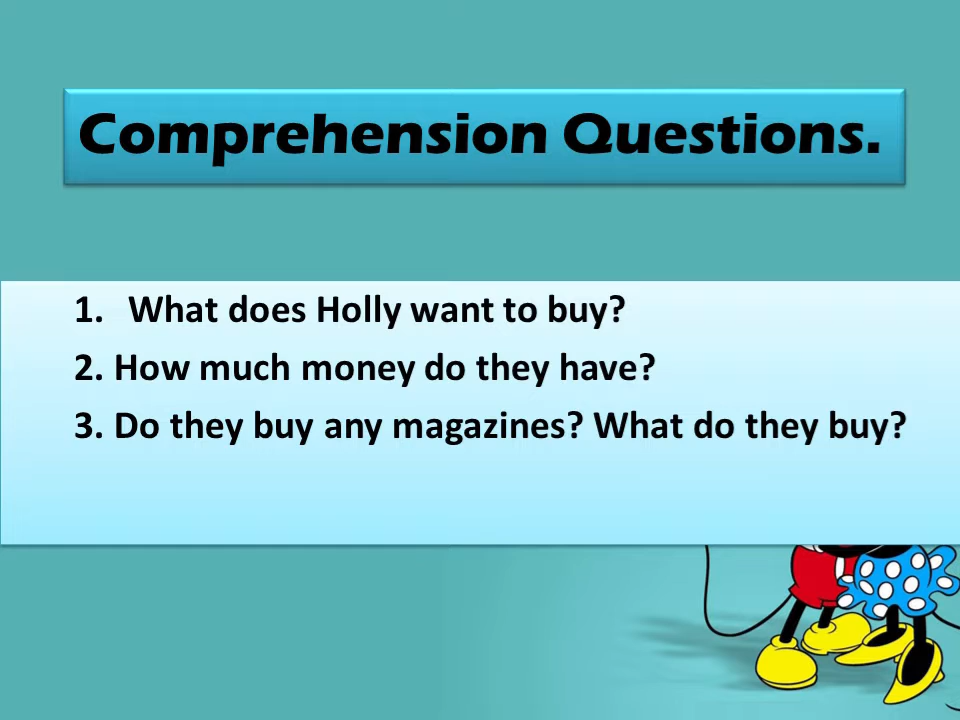 Comprehension Questions.
1. What does Holly want to buy?
2. How much money do they have?
3. Do they buy any magazines? What do they buy?